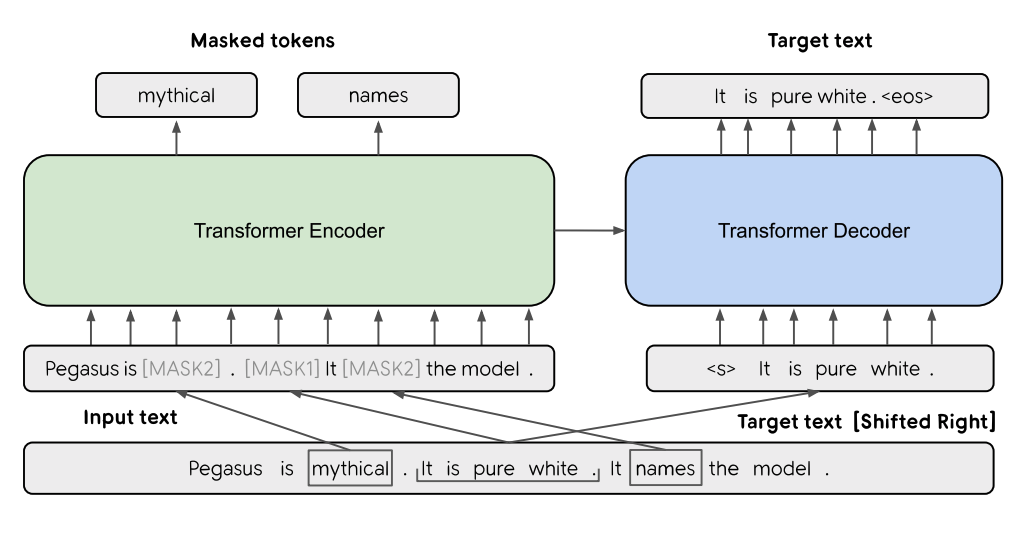 Masked tokens
Target text
mythical
names
It is pure white . <eos>
Transformer Encoder
Transformer Decoder
Pegasus is [MASK2] . [MASK1] It [MASK2] the model .
<s> It is pure white .
Input text
Target text [Shifted Right]
Pegasus is mythical . It is pure white . It names the model .